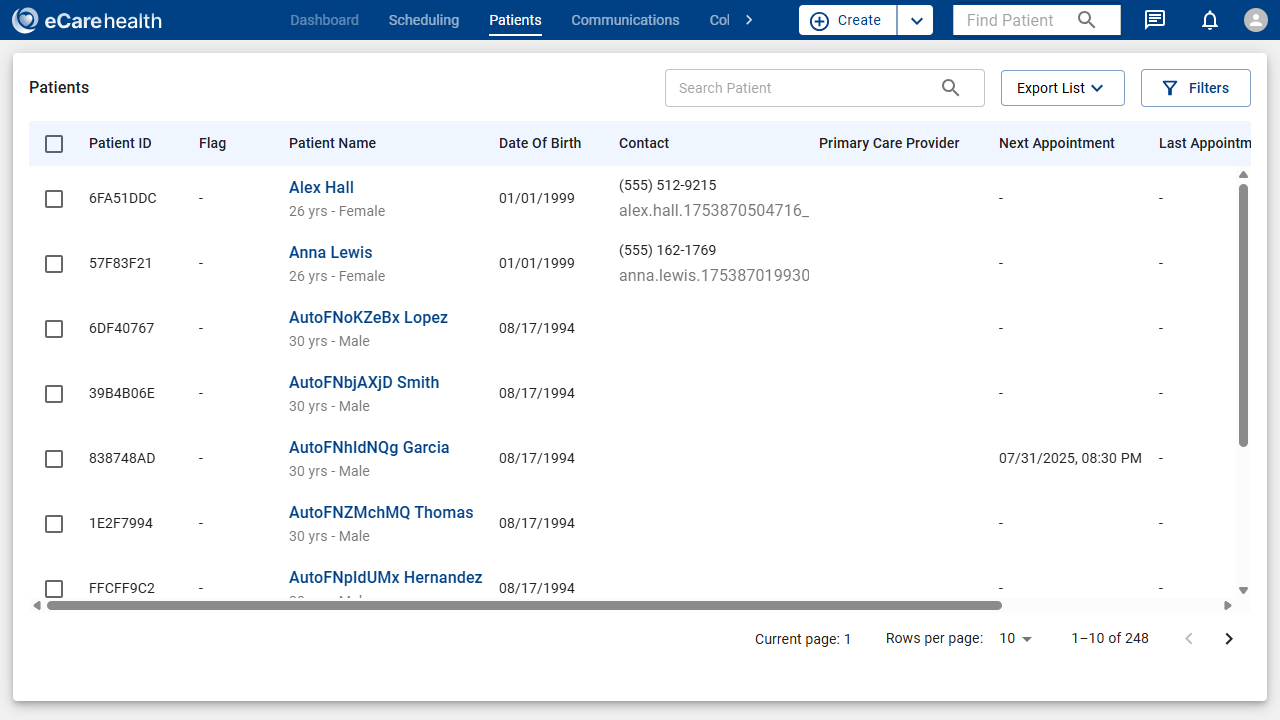 eCarehealth Dashboard Scheduling Patients Communications Col Create Find Patient
Patients Search Patient Export List Filters
Patient ID Flag Patient Name Date Of Birth Contact Primary Care Provider Next Appointment Last Appointm
6FA51DDC - Alex Hall 01/01/1999 (555) 512-9215 - -
26 yrs - Female alex.hall.1753870504716_
57F83F21 - Anna Lewis 01/01/1999 (555) 162-1769 - -
26 yrs - Female anna.lewis.175387019930
6DF40767 - AutoFNoKZeBx Lopez 08/17/1994 - -
30 yrs - Male
39B4B06E - AutoFNbjAXjD Smith 08/17/1994 - -
30 yrs - Male
838748AD - AutoFNhIdNQg Garcia 08/17/1994 07/31/2025, 08:30 PM -
30 yrs - Male
1E2F7994 - AutoFNZMchMQ Thomas 08/17/1994 - -
30 yrs - Male
FFCFF9C2 - AutoFNpIdUMx Hernandez 08/17/1994 - -
Current page: 1 Rows per page: 10 1–10 of 248